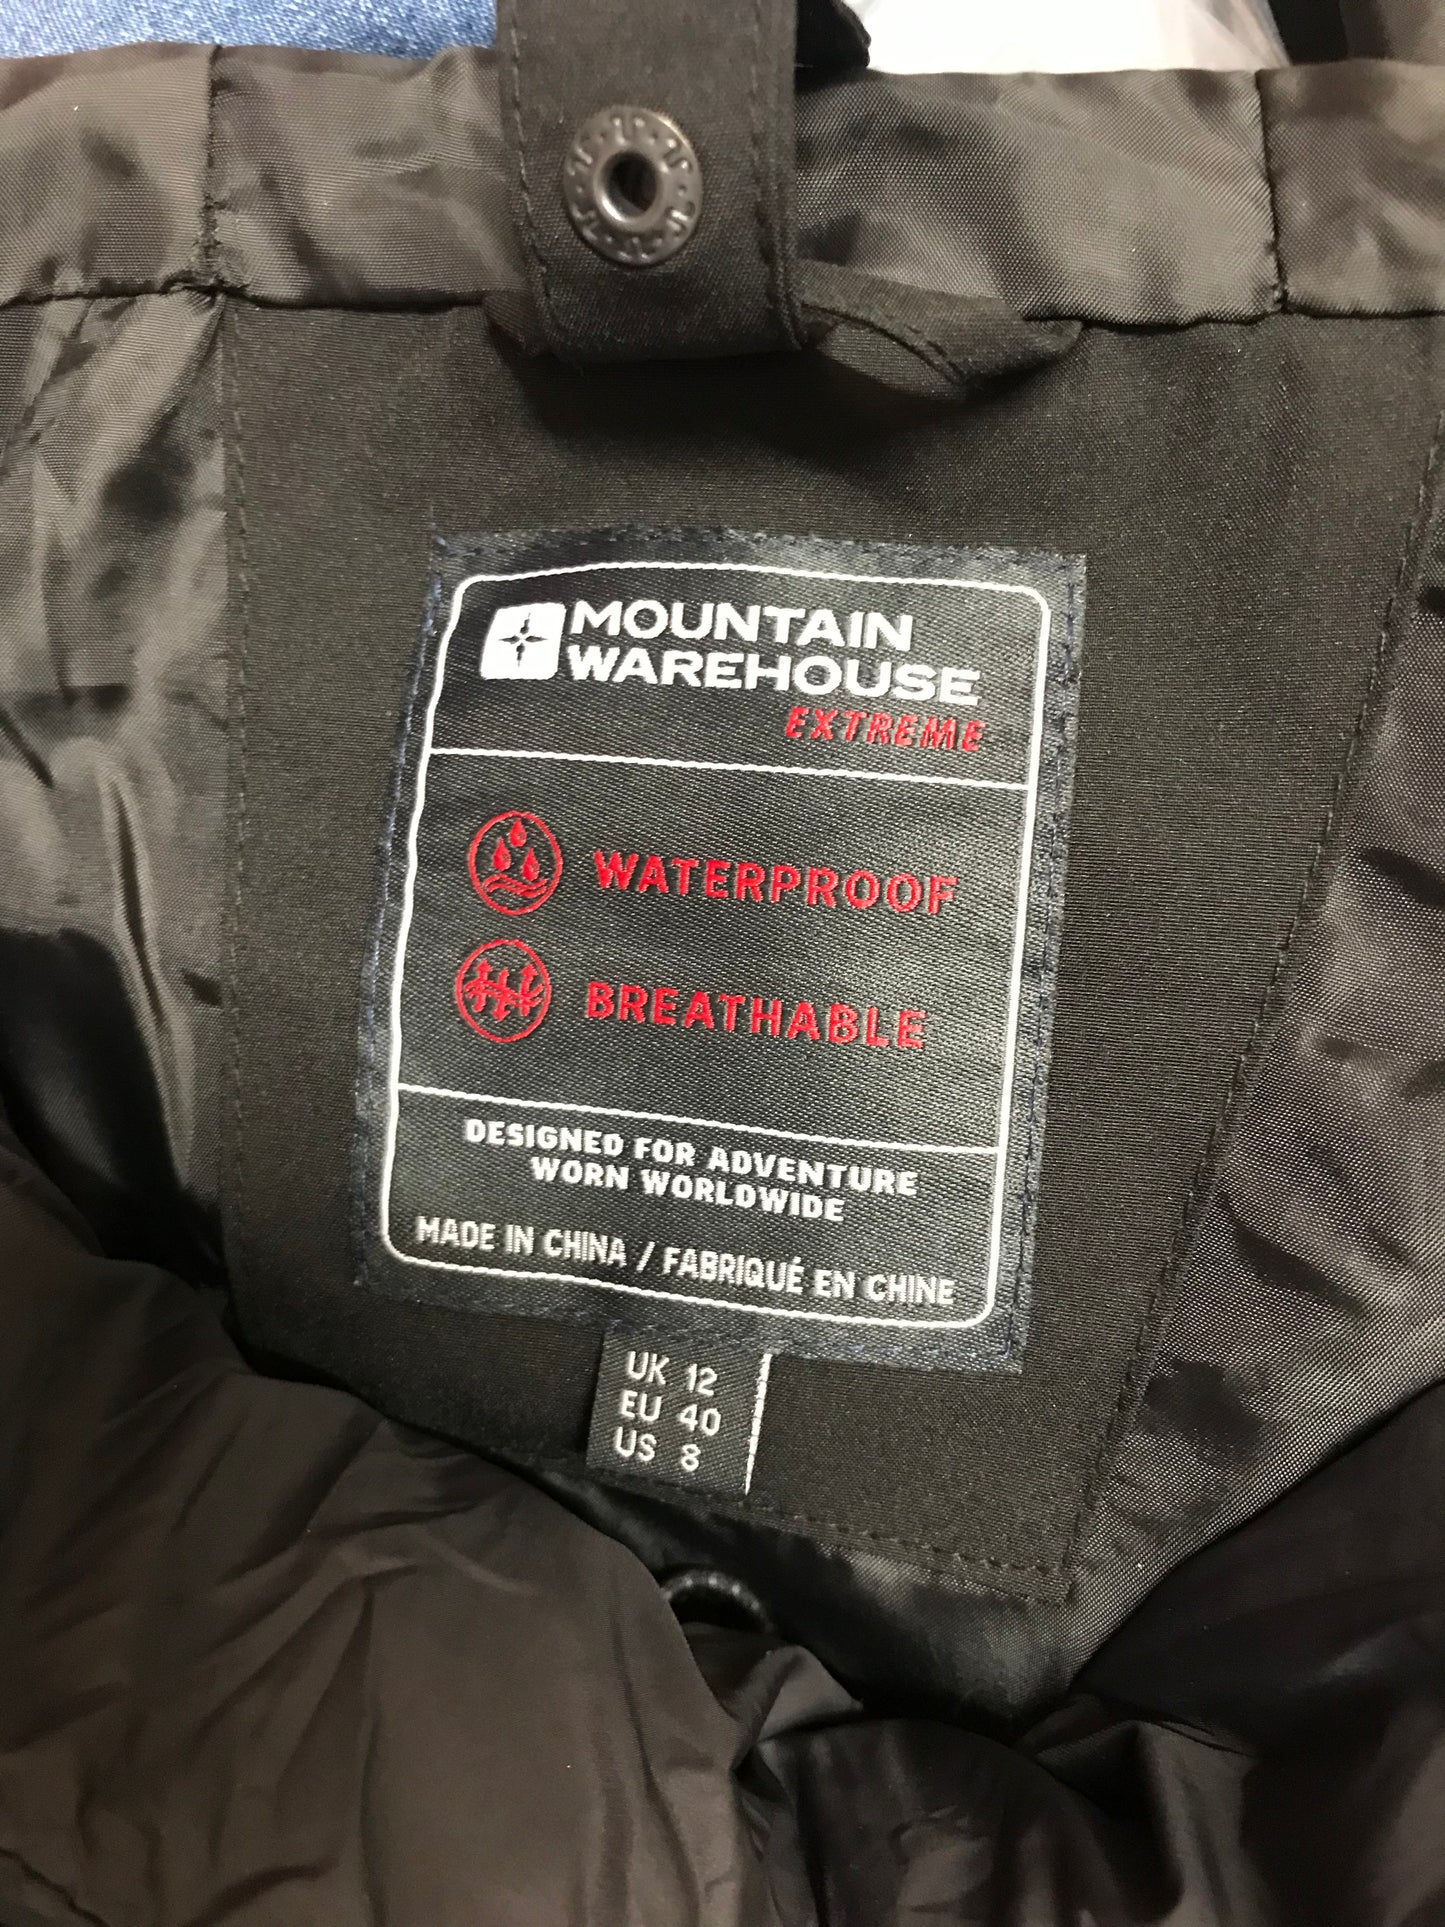 MOUNTAIN
WAREHOUSE
EXTREME
WATERPROOF
BREATHABLE
DESIGNED FOR ADVENTURE
WORN WORLDWIDE
MADE IN CHINA / FABRIQUÉ EN CHINE
UK 12
EU 40
US 8